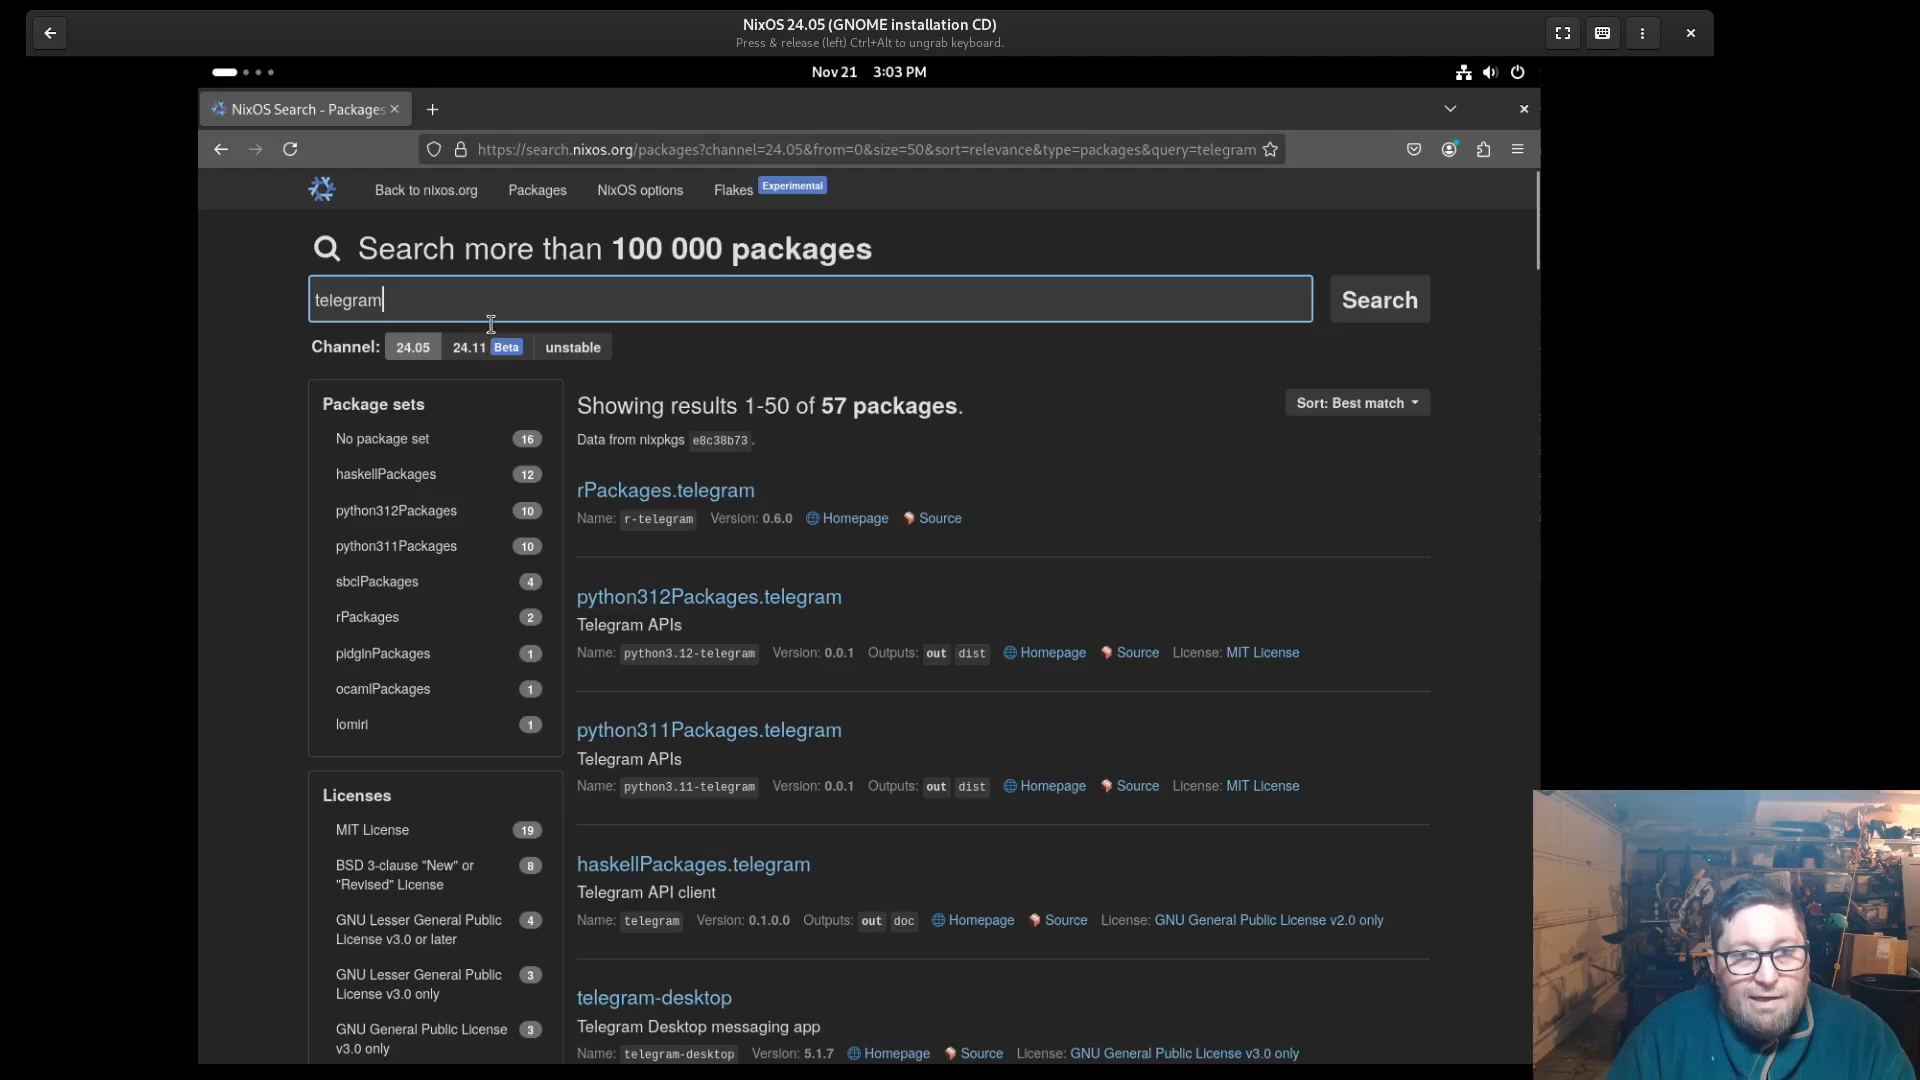 NixOS 24.05 (GNOME installation CD)
Press & release (left) Ctrl+Alt to ungrab keyboard.
Nov 21 3:03 PM
NixOS Search - Packages
https://search.nixos.org/packages?channel=24.05&from=0&size=50&sort=relevance&type=packages&query=telegram
Back to nixos.org Packages NixOS options Flakes Experimental
Search more than 100 000 packages
telegram Search
Channel: 24.05 24.11 Beta unstable
Package sets
No package set 16
haskellPackages 12
python312Packages 10
python311Packages 10
sbclPackages 4
rPackages 2
pidginPackages 1
ocamlPackages 1
lomiri 1
Licenses
MIT License 19
BSD 3-clause "New" or 8
"Revised" License
GNU Lesser General Public 4
License v3.0 or later
GNU Lesser General Public 3
License v3.0 only
GNU General Public License 3
v3.0 only
Showing results 1-50 of 57 packages. Sort: Best match
Data from nixpkgs e8c38b73 .
rPackages.telegram
Name: r-telegram Version: 0.6.0 Homepage Source
python312Packages.telegram
Telegram APIs
Name: python3.12-telegram Version: 0.0.1 Outputs: out dist Homepage Source License: MIT License
python311Packages.telegram
Telegram APIs
Name: python3.11-telegram Version: 0.0.1 Outputs: out dist Homepage Source License: MIT License
haskellPackages.telegram
Telegram API client
Name: telegram Version: 0.1.0.0 Outputs: out doc Homepage Source License: GNU General Public License v2.0 only
telegram-desktop
Telegram Desktop messaging app
Name: telegram-desktop Version: 5.1.7 Homepage Source License: GNU General Public License v3.0 only